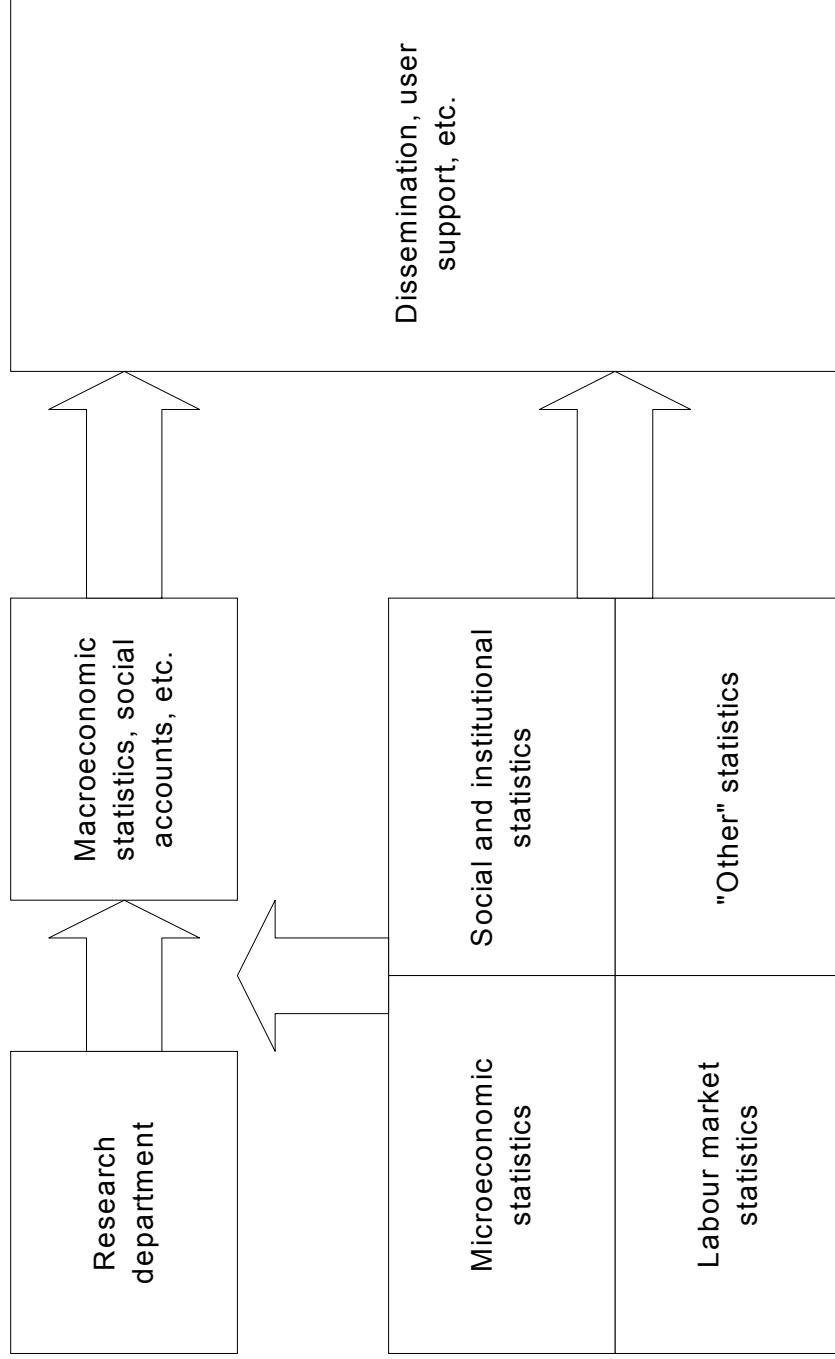 Research
department
Macroeconomic
statistics, social
accounts, etc.
Dissemination, user
support, etc.
Microeconomic
statistics
Social and institutional
statistics
Labour market
statistics
"Other" statistics